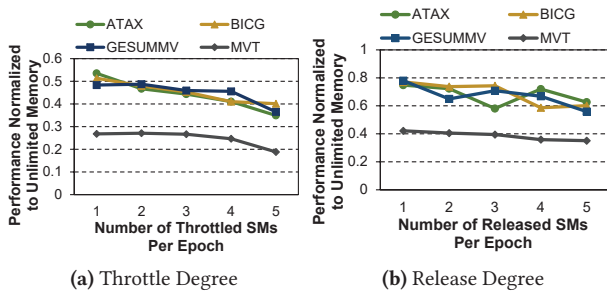 ATAX BICG
GESUMMV MVT
0.6
0.5
0.4
0.3
0.2
0.1
0
Performance Normalized
to Unlimited Memory
1 2 3 4 5
Number of Throttled SMs
Per Epoch
(a) Throttle Degree
ATAX BICG
GESUMMV MVT
1
0.8
0.6
0.4
0.2
0
Performance Normalized
to Unlimited Memory
1 2 3 4 5
Number of Released SMs
Per Epoch
(b) Release Degree